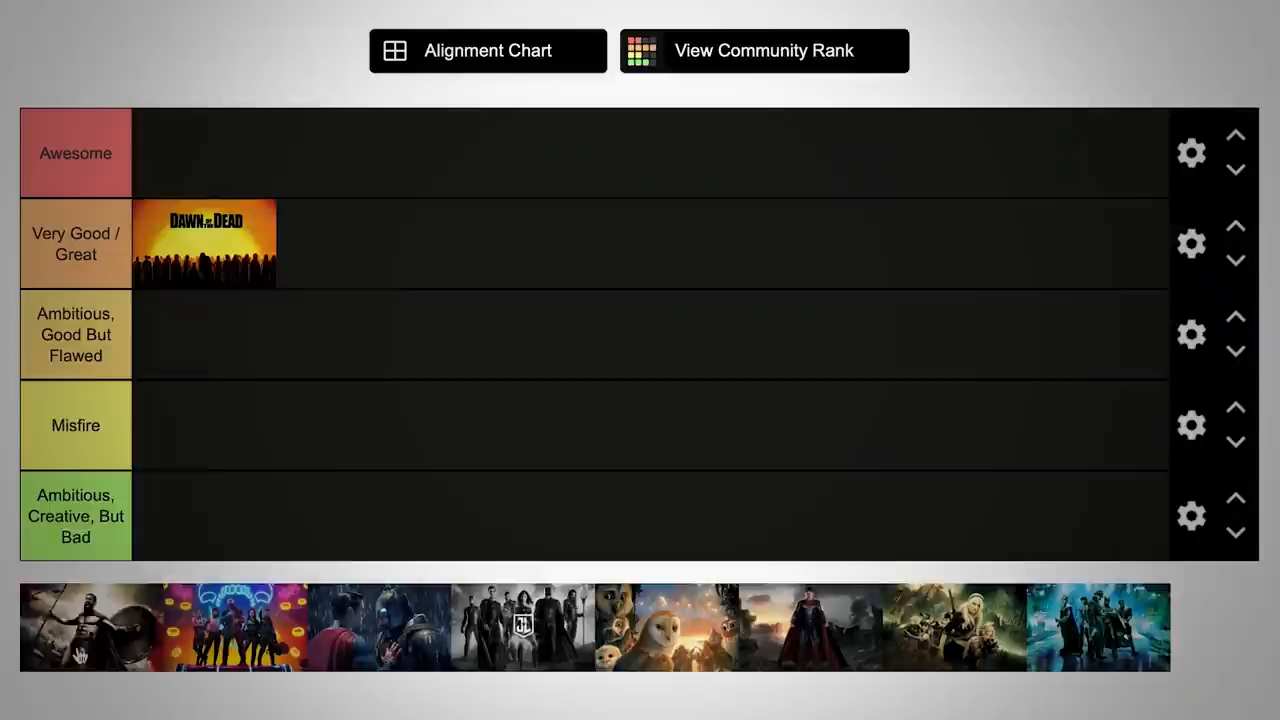 Alignment Chart
View Community Rank
Awesome
Very Good /
Great
DAWN OF THE DEAD
Ambitious,
Good But
Flawed
Misfire
Ambitious,
Creative, But
Bad
JL